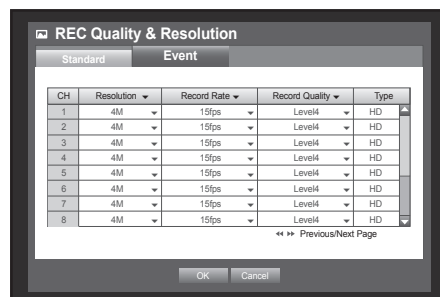 REC Quality & Resolution
Standard Event
CH Resolution Record Rate Record Quality Type
1 4M 15fps Level4 HD
2 4M 15fps Level4 HD
3 4M 15fps Level4 HD
4 4M 15fps Level4 HD
5 4M 15fps Level4 HD
6 4M 15fps Level4 HD
7 4M 15fps Level4 HD
8 4M 15fps Level4 HD
Previous/Next Page
OK Cancel